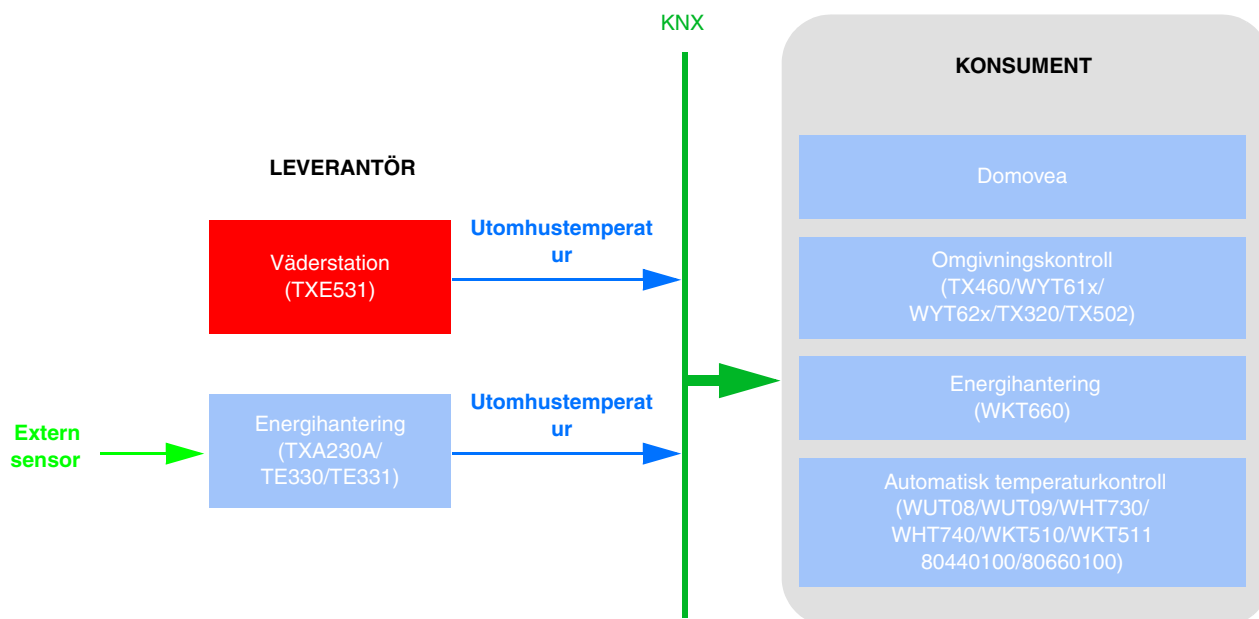 KNX
KONSUMENT
LEVERANTÖR
Domovea
Väderstation
(TXE531)
Utomhustemperat
ur
Omgivningskontroll
(TX460/WYT61x/
WYT62x/TX320/TX502)
Extern
sensor
Energihantering
(TXA230A/
TE330/TE331)
Utomhustemperat
ur
Energihantering
(WKT660)
Automatisk temperaturkontroll
(WUT08/WUT09/WHT730/
WHT740/WKT510/WKT511
80440100/80660100)